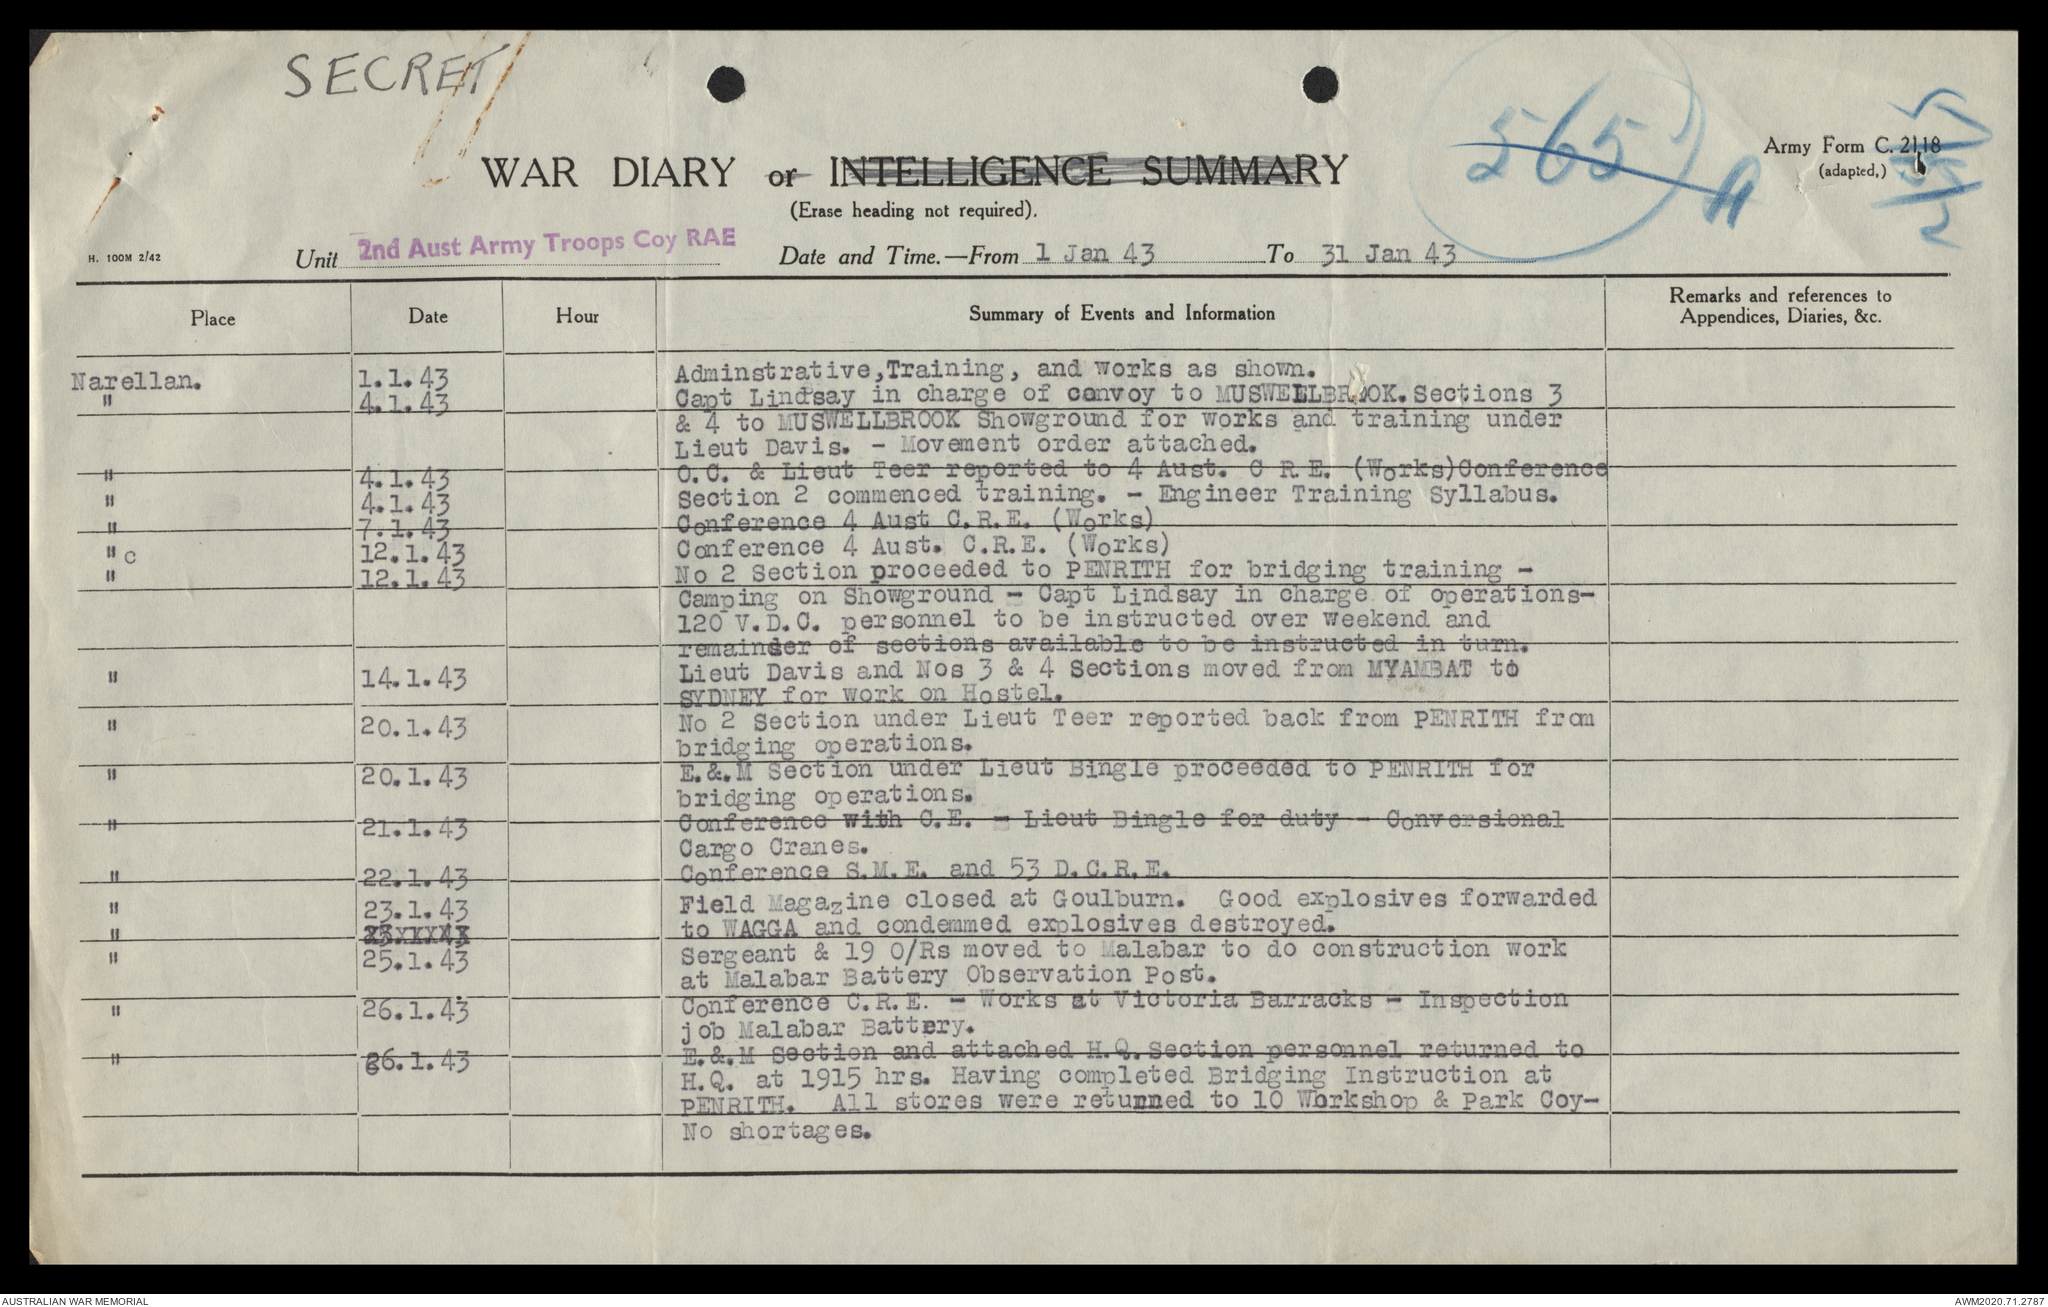 SECRET
565
A
Army Form C. 2118
(adapted,)
WAR DIARY or INTELLIGENCE SUMMARY
(Erase heading not required).
H. 100M 2/42
Unit 2nd Aust Army Troops Coy RAE Date and Time.—From 1 Jan 43 To 31 Jan 43
Place Date Hour Summary of Events and Information Remarks and references to
Appendices, Diaries, &c.
Narellan. 1.1.43 Adminstrative,Training, and works as shown.
" 4.1.43 Capt Lindsay in charge of convoy to MUSWELLBROOK.Sections 3
& 4 to MUSWELLBROOK Showground for works and training under
Lieut Davis. - Movement order attached.
" 4.1.43 O.C. & Lieut Teer reported to 4 Aust. C R.E. (Works)Conference
" 4.1.43 Section 2 commenced training. - Engineer Training Syllabus.
" 7.1.43 Conference 4 Aust C.R.E. (Works)
" c 12.1.43 Conference 4 Aust. C.R.E. (Works)
" 12.1.43 No 2 Section proceeded to PENRITH for bridging training -
Camping on Showground - Capt Lindsay in charge of operations-
120 V.D.C. personnel to be instructed over weekend and
remainder of sections available to be instructed in turn.
" 14.1.43 Lieut Davis and Nos 3 & 4 Sections moved from MYAMBAT to
SYDNEY for work on Hostel.
" 20.1.43 No 2 Section under Lieut Teer reported back from PENRITH from
bridging operations.
" 20.1.43 E.&.M Section under Lieut Bingle proceeded to PENRITH for
bridging operations.
" 21.1.43 Conference with C.E. - Lieut Bingle for duty - Conversional
Cargo Cranes.
" 22.1.43 Conference S.M.E. and 53 D.C.R.E.
" 23.1.43 Field Magazine closed at Goulburn. Good explosives forwarded
" to WAGGA and condemmed explosives destroyed.
" 25.1.43 Sergeant & 19 O/Rs moved to Malabar to do construction work
at Malabar Battery Observation Post.
" 26.1.43 Conference C.R.E. - Works at Victoria Barracks - Inspection
job Malabar Battery.
" 26.1.43 E.&.M Section and attached H.Q.Section personnel returned to
H.Q. at 1915 hrs. Having completed Bridging Instruction at
PENRITH. All stores were returned to 10 Workshop & Park Coy-
No shortages.
AUSTRALIAN WAR MEMORIAL AWM2020.71.2787